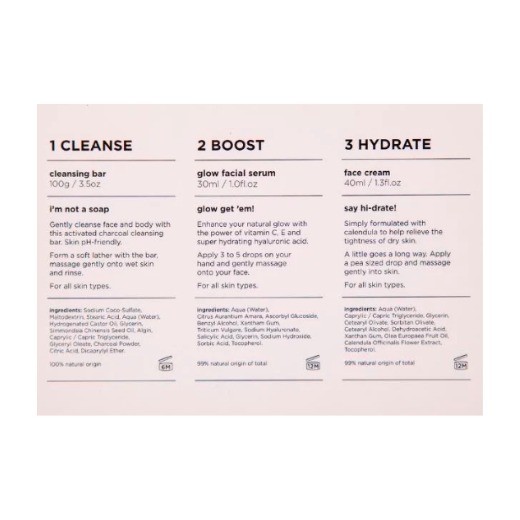 1 CLEANSE
cleansing bar
100g / 3.5oz
i'm not a soap
Gently cleanse face and body with
this activated charcoal cleansing
bar. Skin pH-friendly.
Form a soft lather with the bar,
massage gently onto wet skin
and rinse.
For all skin types.
Ingredients: Sodium Coco-Sulfate,
Maltodextrin, Stearic Acid, Aqua (Water),
Hydrogenated Castor Oil, Glycerin,
Simmondsia Chinensis Seed Oil, Algin,
Caprylic / Capric Triglyceride,
Glyceryl Oleate, Charcoal Powder,
Citric Acid, Dicaprylyl Ether.
100% natural origin
6M
2 BOOST
glow facial serum
30ml / 1.0fl.oz
glow get 'em!
Enhance your natural glow with
the power of vitamin C, E and
super hydrating hyaluronic acid.
Apply 3 to 5 drops on your
hand and gently massage
onto your face.
For all skin types.
Ingredients: Aqua (Water),
Citrus Aurantium Amara, Ascorbyl Glucoside,
Benzyl Alcohol, Xantham Gum,
Triticum Vulgare, Sodium Hyaluronate,
Salicylic Acid, Glycerin, Sodium Hydroxide,
Sorbic Acid, Tocopherol.
99% natural origin of total
12M
3 HYDRATE
face cream
40ml / 1.3fl.oz
say hi-drate!
Simply formulated with
calendula to help relieve the
tightness of dry skin.
A little goes a long way. Apply
a pea sized drop and massage
gently into skin.
For all skin types.
Ingredients: Aqua (Water),
Caprylic / Capric Triglyceride, Glycerin,
Cetearyl Olivate, Sorbitan Olivate,
Cetearyl Alcohol, Dehydroacetic Acid,
Xanthan Gum, Olea Europaea Fruit Oil,
Calendula Officinalis Flower Extract,
Tocopherol.
99% natural origin of total
12M